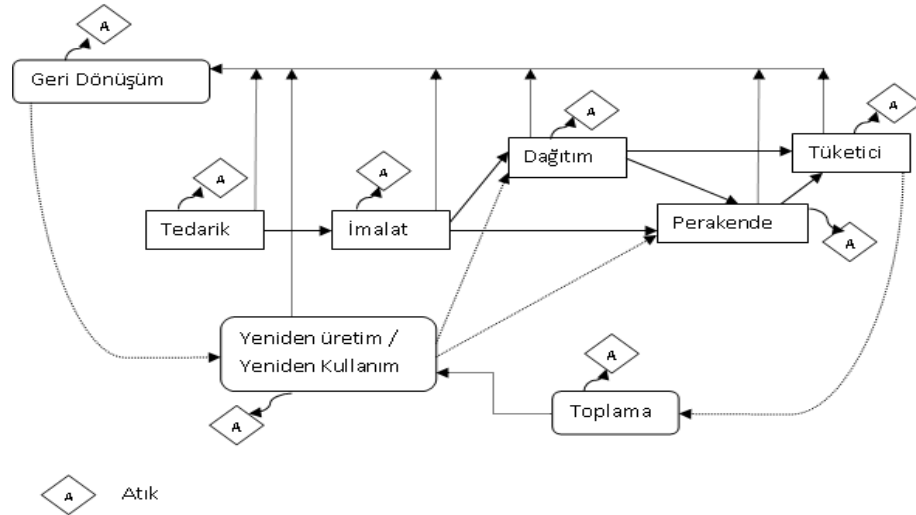 д
Geri Dönüşüm
д
д
Dağıtım
Tüketici
д
д
Tedarik
İmalat
Perakende
д
Yeniden üretim /
Yeniden Kullanım
д
д
Toplama
д Atık